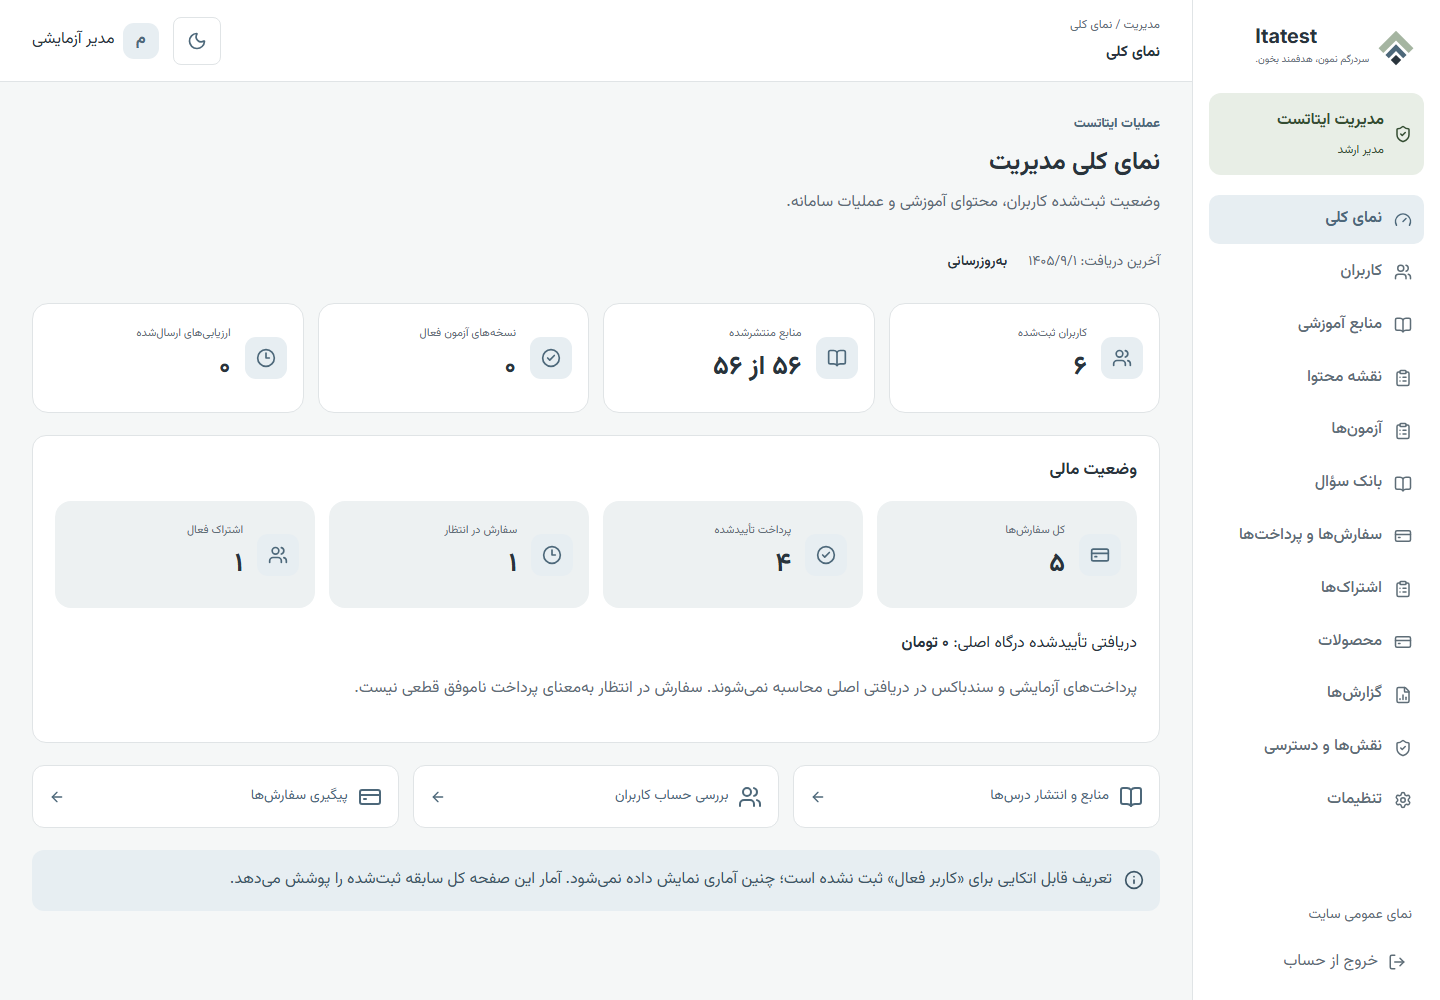 Itatest
سردرگم نمون، هدفمند بخون.
مدیریت ایتاتست
مدیر ارشد
نمای کلی
کاربران
منابع آموزشی
نقشه محتوا
آزمون‌ها
بانک سؤال
سفارش‌ها و پرداخت‌ها
اشتراک‌ها
محصولات
گزارش‌ها
نقش‌ها و دسترسی
تنظیمات
نمای عمومی سایت
خروج از حساب
مدیریت / نمای کلی
نمای کلی
م
مدیر آزمایشی
عملیات ایتاتست
نمای کلی مدیریت
وضعیت ثبت‌شده کاربران، محتوای آموزشی و عملیات سامانه.
آخرین دریافت: ۱۴۰۵/۹/۱ به‌روزرسانی
کاربران ثبت‌شده
۶
منابع منتشرشده
۵۶ از ۵۶
نسخه‌های آزمون فعال
۰
ارزیابی‌های ارسال‌شده
۰
وضعیت مالی
کل سفارش‌ها
۵
پرداخت تأییدشده
۴
سفارش در انتظار
۱
اشتراک فعال
۱
دریافتی تأییدشده درگاه اصلی: ۰ تومان
پرداخت‌های آزمایشی و سندباکس در دریافتی اصلی محاسبه نمی‌شوند. سفارش در انتظار به‌معنای پرداخت ناموفق قطعی نیست.
منابع و انتشار درس‌ها
بررسی حساب کاربران
پیگیری سفارش‌ها
تعریف قابل اتکایی برای «کاربر فعال» ثبت نشده است؛ چنین آماری نمایش داده نمی‌شود. آمار این صفحه کل سابقه ثبت‌شده را پوشش می‌دهد.